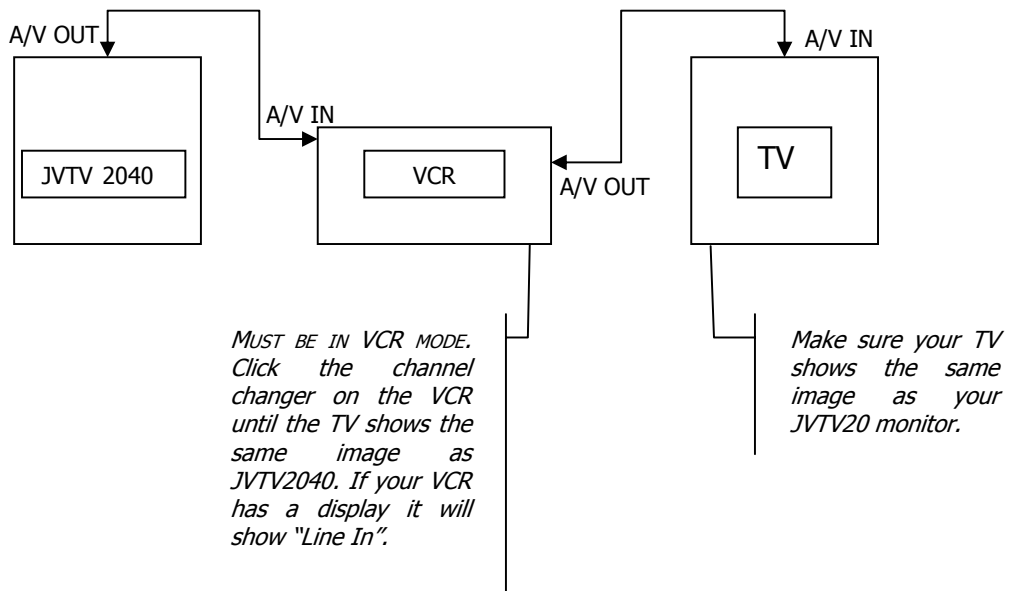 A/V OUT
A/V IN
A/V IN
JVTV 2040
VCR
A/V OUT
TV
MUST BE IN VCR MODE.
Click the channel
changer on the VCR
until the TV shows the
same image as
JVTV2040. If your VCR
has a display it will
show “Line In”.
Make sure your TV
shows the same
image as your
JVTV20 monitor.